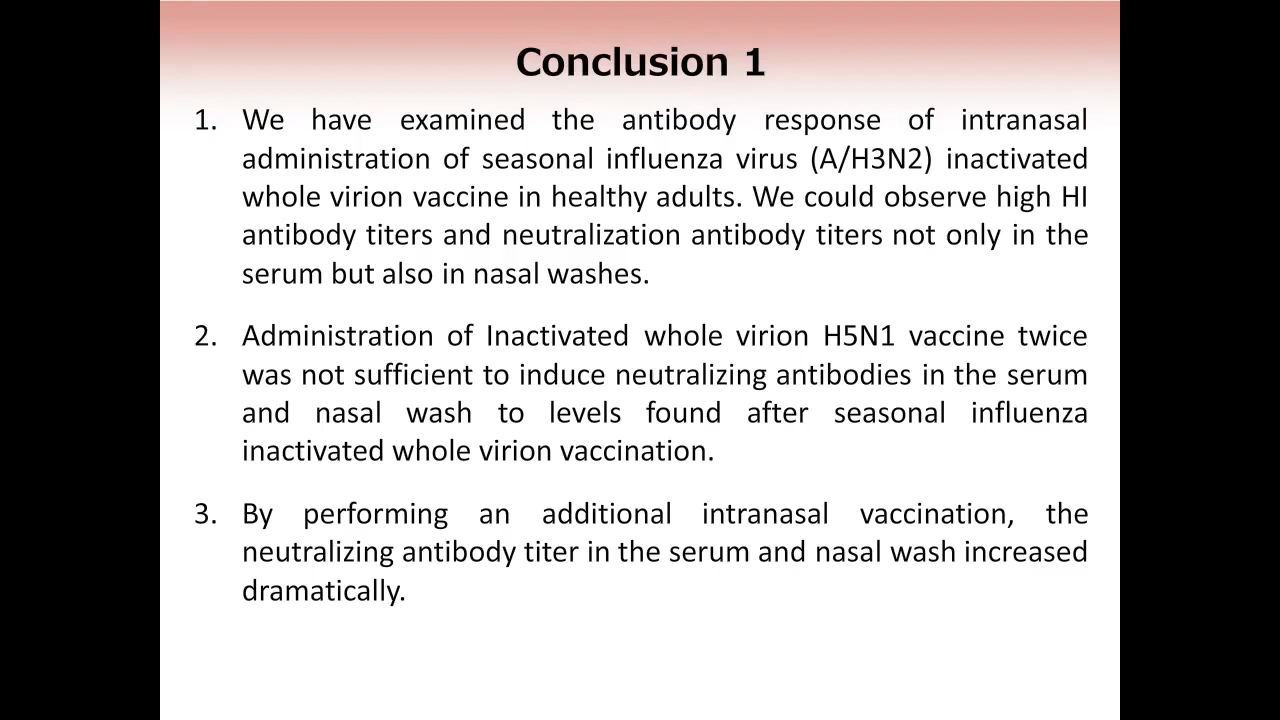 Conclusion 1
1. We have examined the antibody response of intranasal
administration of seasonal influenza virus (A/H3N2) inactivated
whole virion vaccine in healthy adults. We could observe high HI
antibody titers and neutralization antibody titers not only in the
serum but also in nasal washes.
2. Administration of Inactivated whole virion H5N1 vaccine twice
was not sufficient to induce neutralizing antibodies in the serum
and nasal wash to levels found after seasonal influenza
inactivated whole virion vaccination.
3. By performing an additional intranasal vaccination, the
neutralizing antibody titer in the serum and nasal wash increased
dramatically.